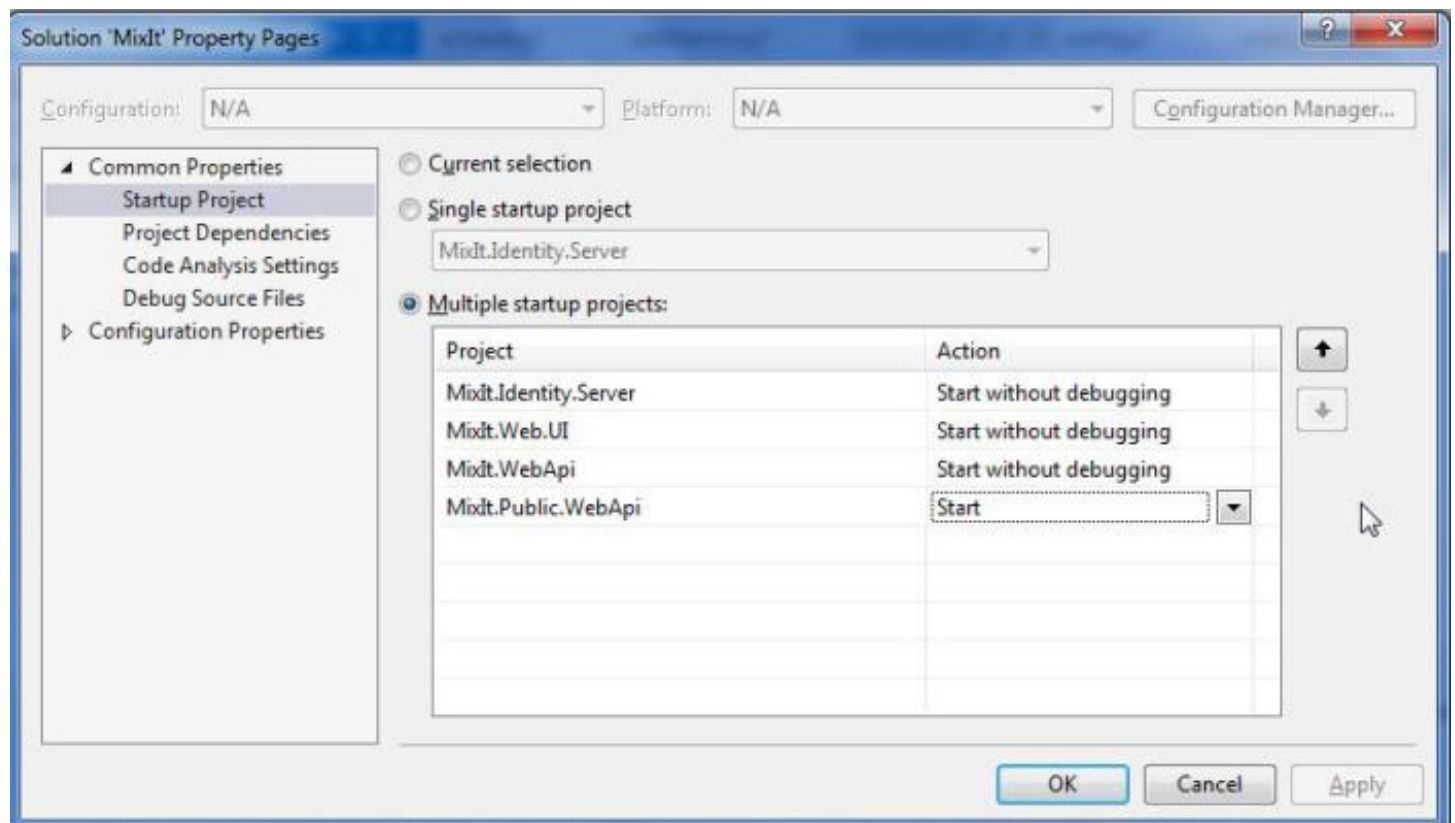 Solution 'MixIt' Property Pages
Configuration: N/A Platform: N/A Configuration Manager...
Common Properties
Startup Project
Project Dependencies
Code Analysis Settings
Debug Source Files
Configuration Properties
Current selection
Single startup project
MixIt.Identity.Server
Multiple startup projects:
Project Action
MixIt.Identity.Server Start without debugging
MixIt.Web.UI Start without debugging
MixIt.WebApi Start without debugging
MixIt.Public.WebApi Start
OK Cancel Apply